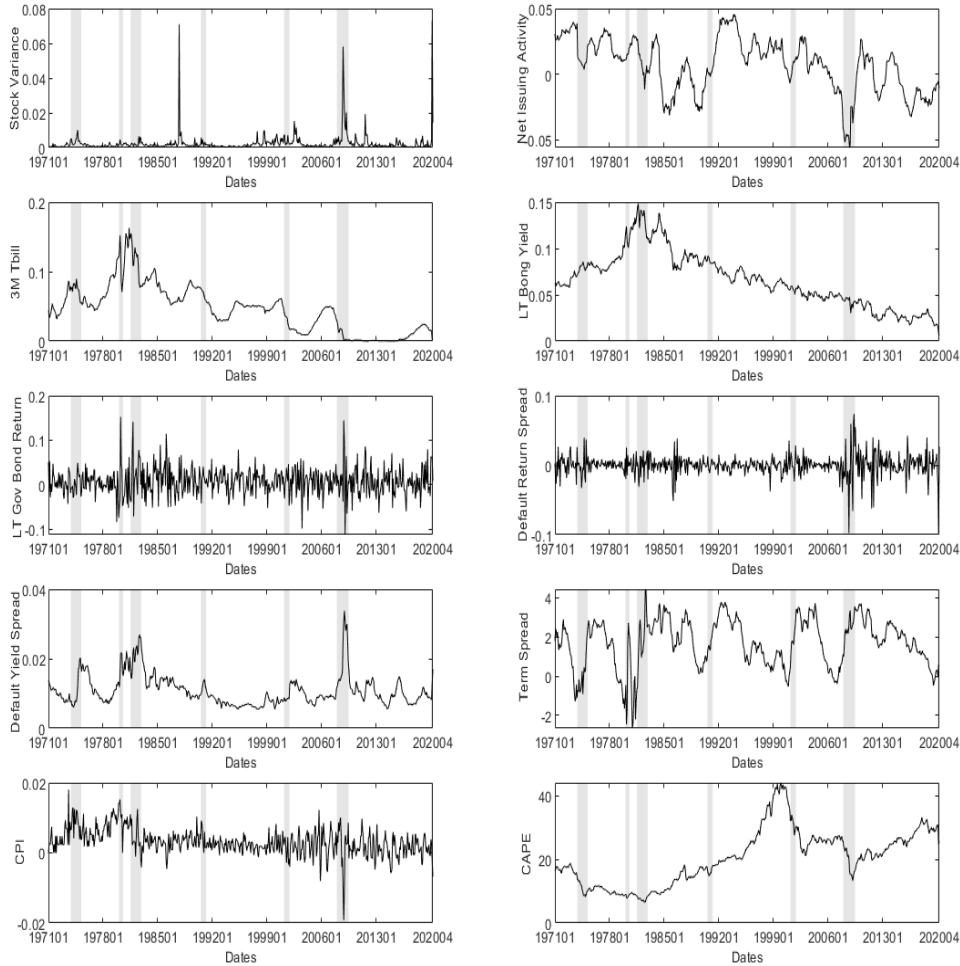 0.08
0.06
0.04
0.02
0
Stock Variance
197101 197801 198501 199201 199901 200601 201301 202004
Dates
0.05
0
-0.05
Net Issuing Activity
197101 197801 198501 199201 199901 200601 201301 202004
Dates
0.2
0.1
0
3M Tbill
197101 197801 198501 199201 199901 200601 201301 202004
Dates
0.15
0.1
0.05
0
LT Bong Yield
197101 197801 198501 199201 199901 200601 201301 202004
Dates
0.2
0.1
0
-0.1
LT Gov Bond Return
197101 197801 198501 199201 199901 200601 201301 202004
Dates
0.1
0
-0.1
Default Return Spread
197101 197801 198501 199201 199901 200601 201301 202004
Dates
0.04
0.02
0
Default Yield Spread
197101 197801 198501 199201 199901 200601 201301 202004
Dates
4
2
0
-2
Term Spread
197101 197801 198501 199201 199901 200601 201301 202004
Dates
0.02
0
-0.02
CPI
197101 197801 198501 199201 199901 200601 201301 202004
Dates
40
20
0
CAPE
197101 197801 198501 199201 199901 200601 201301 202004
Dates